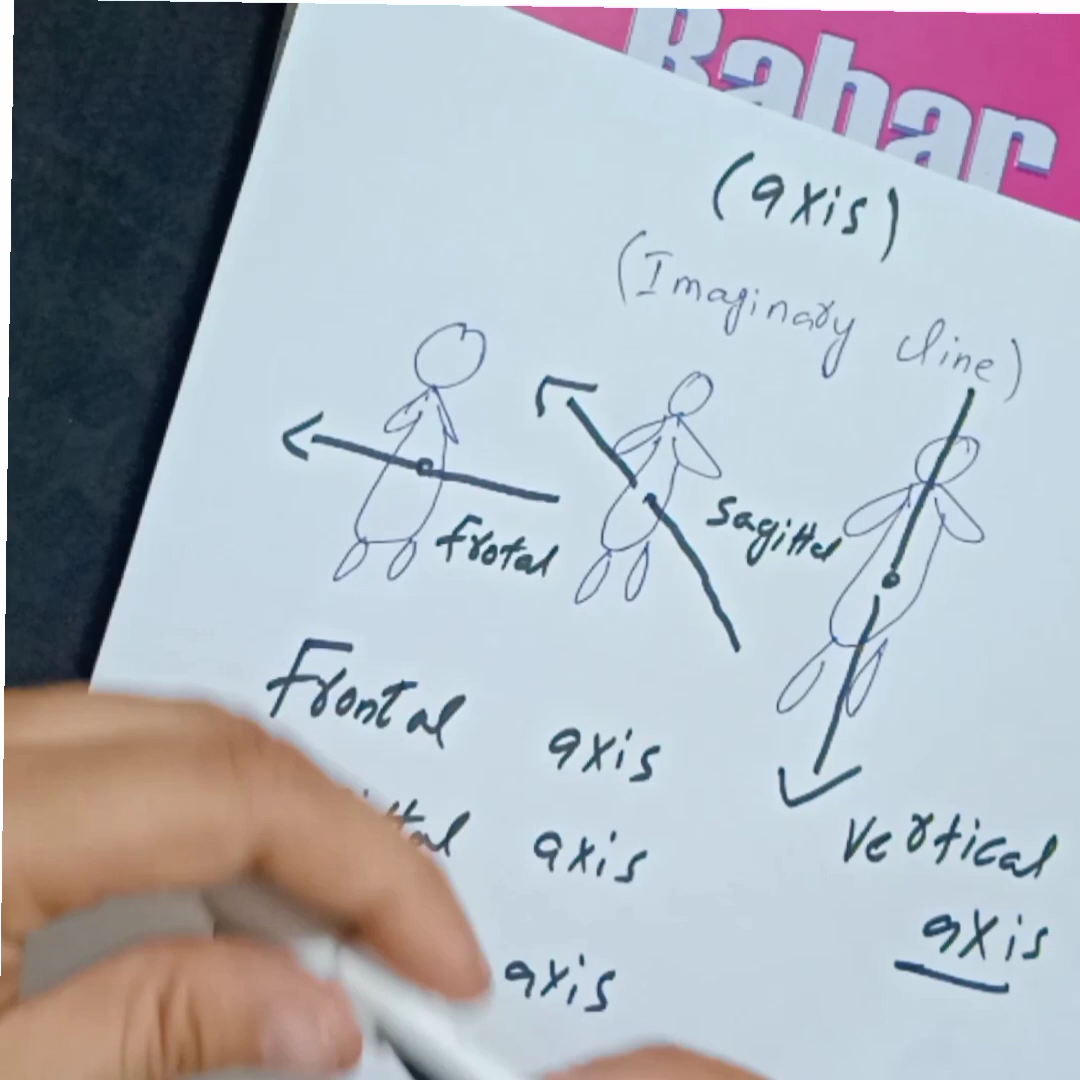 Bahar
(axis)
(Imaginary line)
Frotal
Sagittal
Frontal axis
axis
axis
Vertical
axis